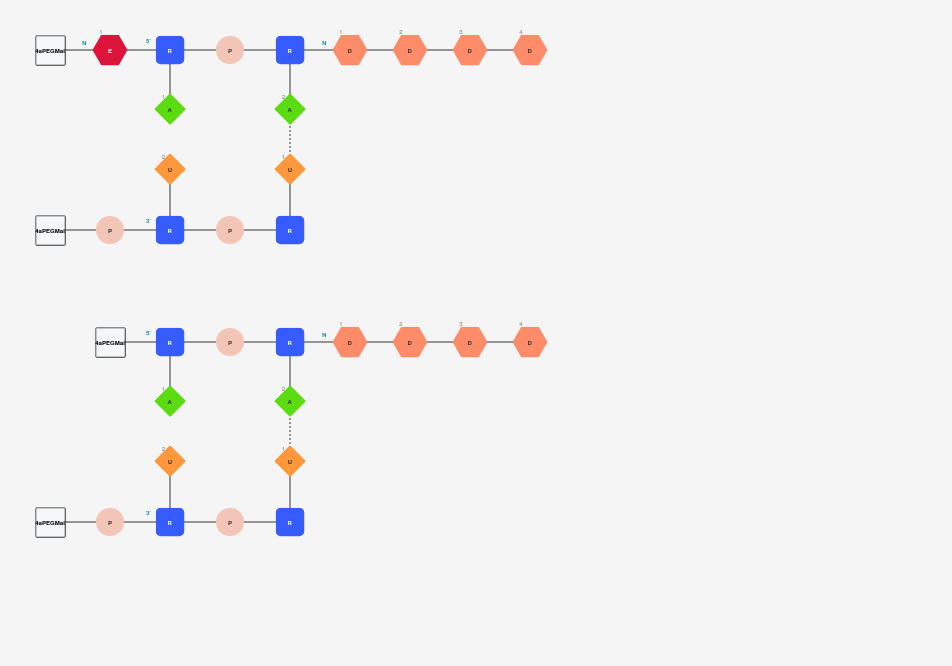 1 1 2 3 4
N 5' N
4aPEGMal E R P R D D D D
1 2
A A
2 1
U U
3'
4aPEGMal P R P R
1 2 3 4
5' N
4aPEGMal R P R D D D D
1 2
A A
2 1
U U
3'
4aPEGMal P R P R